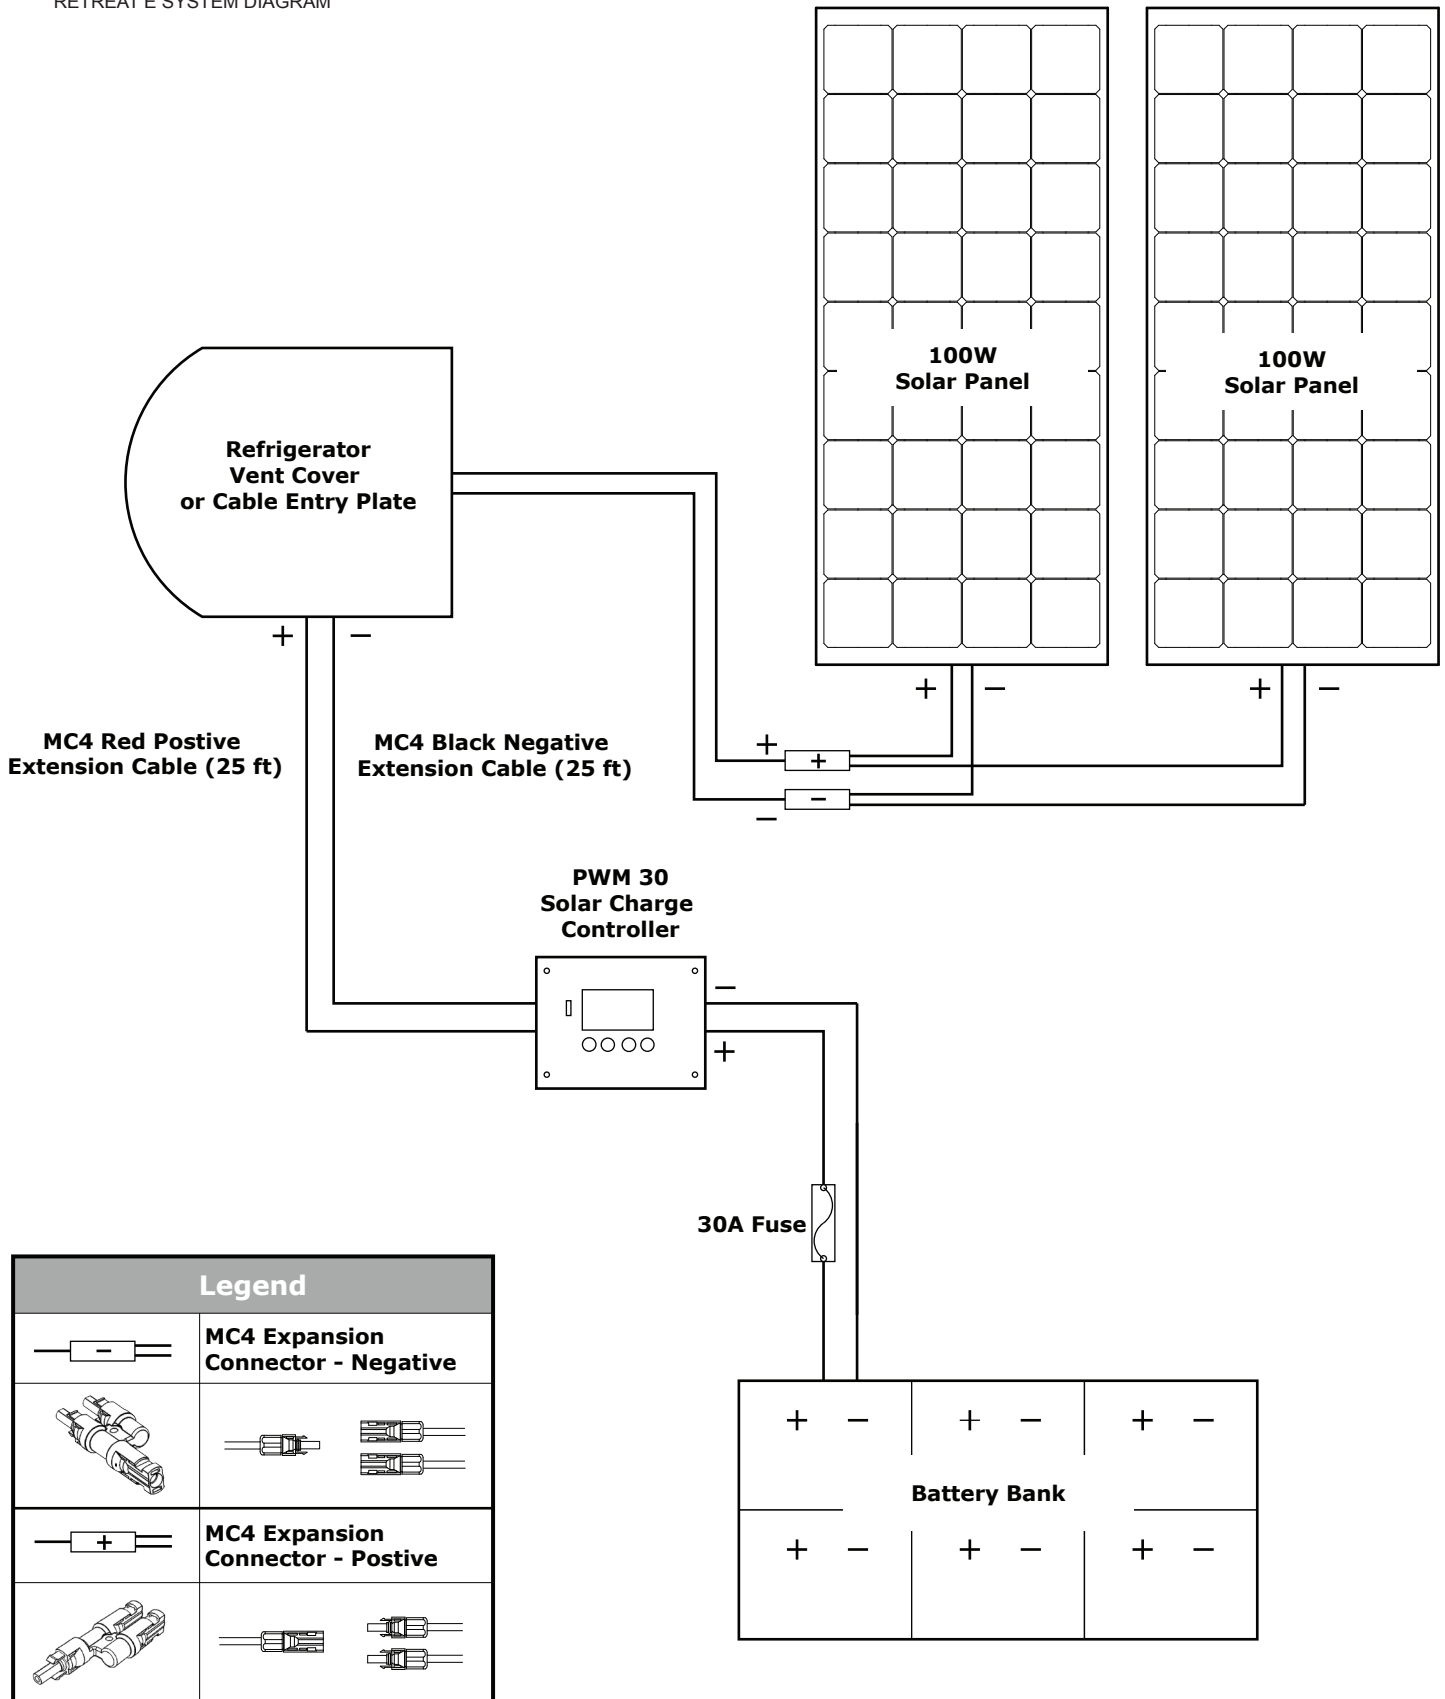 RETREAT E SYSTEM DIAGRAM
100W
Solar Panel
100W
Solar Panel
Refrigerator
Vent Cover
or Cable Entry Plate
+ −
+ −
+ −
MC4 Red Postive
Extension Cable (25 ft)
MC4 Black Negative
Extension Cable (25 ft)
+
+
−
−
PWM 30
Solar Charge
Controller
−
+
30A Fuse
Legend
−
MC4 Expansion
Connector - Negative
+
MC4 Expansion
Connector - Postive
+ − + − + −
Battery Bank
+ − + − + −